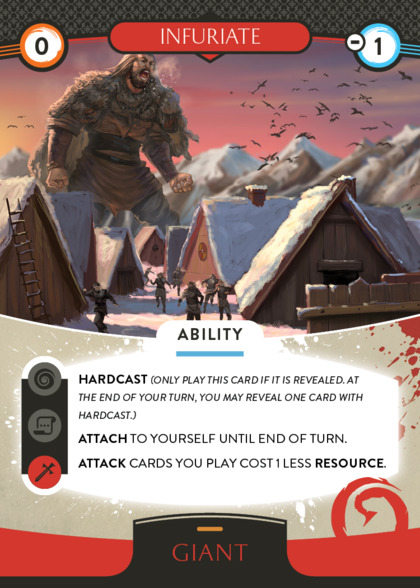 INFURIATE
0
-1
ABILITY
HARDCAST (ONLY PLAY THIS CARD IF IT IS REVEALED. AT
THE END OF YOUR TURN, YOU MAY REVEAL ONE CARD WITH
HARDCAST.)
ATTACH TO YOURSELF UNTIL END OF TURN.
ATTACK CARDS YOU PLAY COST 1 LESS RESOURCE.
GIANT